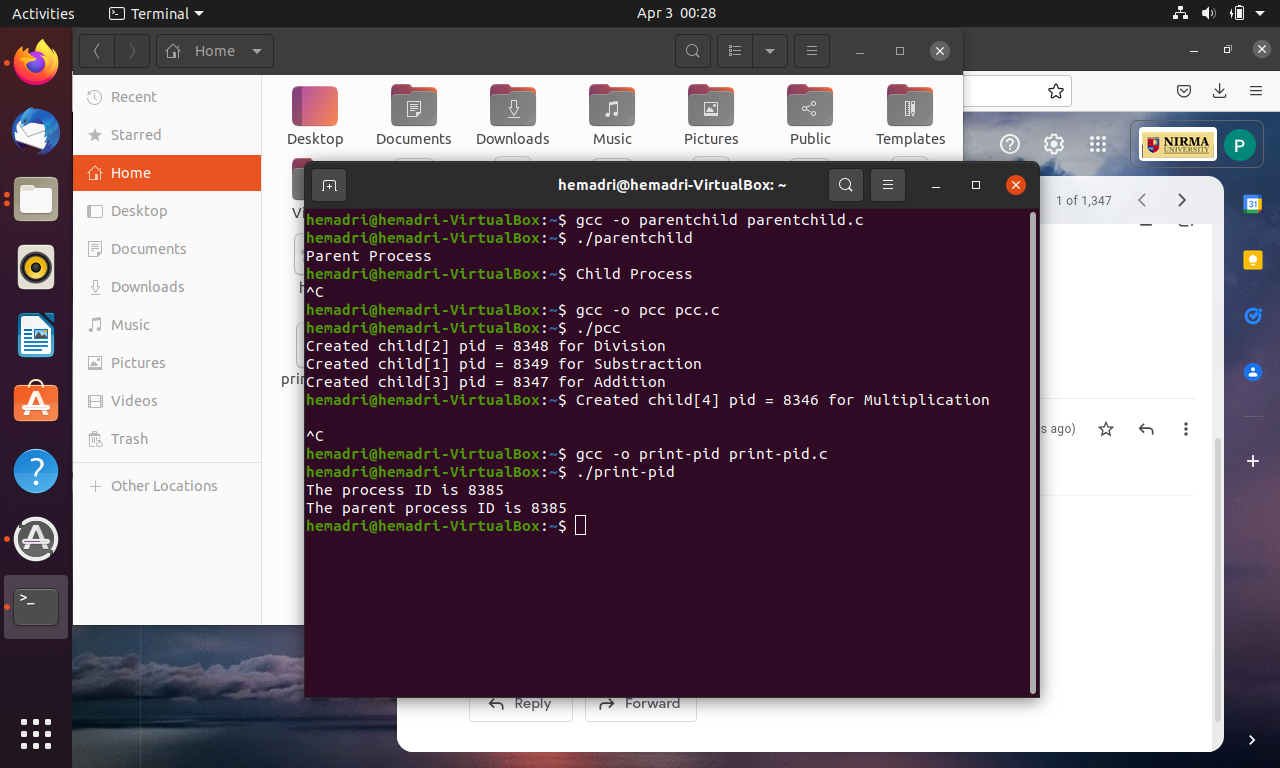 Activities
Terminal
Apr 3 00:28
Home
Recent
Starred
Home
Desktop
Documents
Downloads
Music
Pictures
Videos
Trash
Other Locations
Desktop
Documents
Downloads
Music
Pictures
Public
Templates
NIRMA
UNIVERSITY
P
1 of 1,347
31
s ago)
hemadri@hemadri-VirtualBox: ~
hemadri@hemadri-VirtualBox:~$ gcc -o parentchild parentchild.c
hemadri@hemadri-VirtualBox:~$ ./parentchild
Parent Process
hemadri@hemadri-VirtualBox:~$ Child Process
^C
hemadri@hemadri-VirtualBox:~$ gcc -o pcc pcc.c
hemadri@hemadri-VirtualBox:~$ ./pcc
Created child[2] pid = 8348 for Division
Created child[1] pid = 8349 for Substraction
Created child[3] pid = 8347 for Addition
hemadri@hemadri-VirtualBox:~$ Created child[4] pid = 8346 for Multiplication
^C
hemadri@hemadri-VirtualBox:~$ gcc -o print-pid print-pid.c
hemadri@hemadri-VirtualBox:~$ ./print-pid
The process ID is 8385
The parent process ID is 8385
hemadri@hemadri-VirtualBox:~$
Reply
Forward